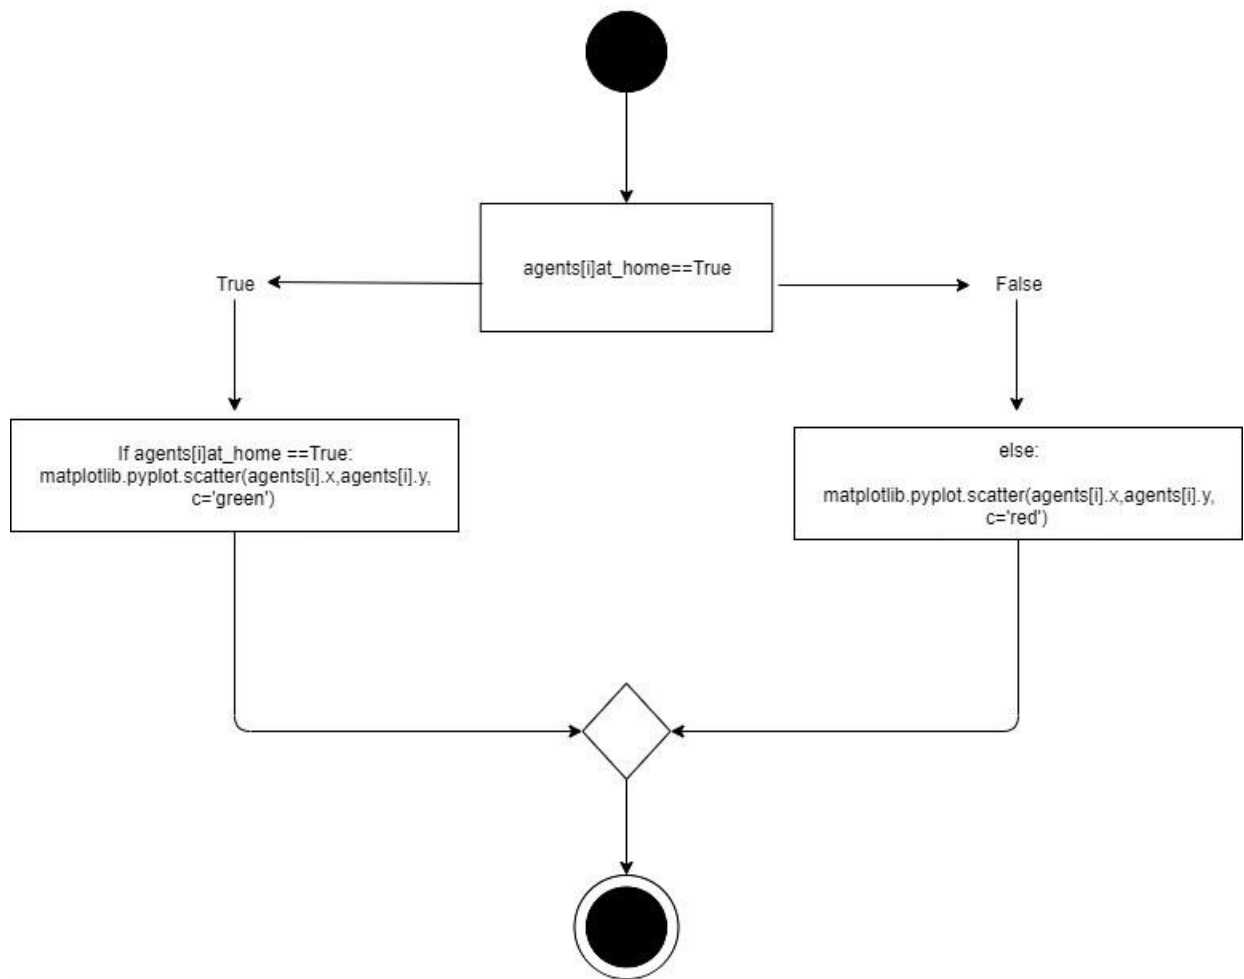 agents[i]at_home==True
True
False
If agents[i]at_home ==True:
matplotlib.pyplot.scatter(agents[i].x,agents[i].y,
c='green')
else:
matplotlib.pyplot.scatter(agents[i].x,agents[i].y,
c='red')